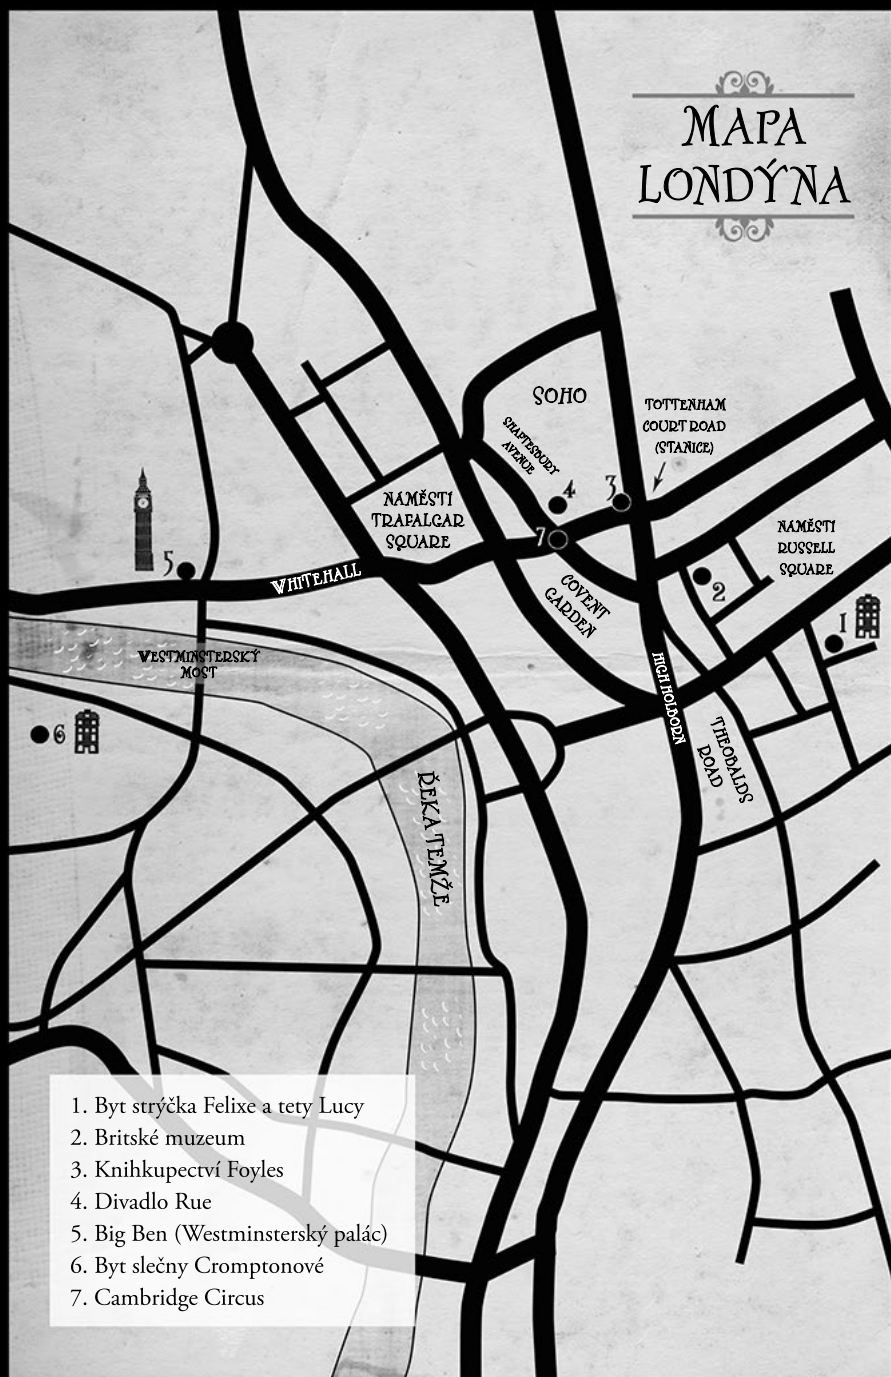 MAPA
LONDÝNA
SOHO
TOTTENHAM
COURT ROAD
(STANICE)
SHAFTESBURY
AVENUE
4
3
7
NÁMĚSTÍ
TRAFALGAR
SQUARE
NÁMĚSTÍ
RUSSELL
SQUARE
5
WHITEHALL
COVENT
GARDEN
2
1
WESTMINSTERSKÝ
MOST
HIGH HOLBORN
6
THEOBALDS
ROAD
ŘEKA TEMŽE
1. Byt strýčka Felixe a tety Lucy
2. Britské muzeum
3. Knihkupectví Foyles
4. Divadlo Rue
5. Big Ben (Westminsterský palác)
6. Byt slečny Cromptonové
7. Cambridge Circus